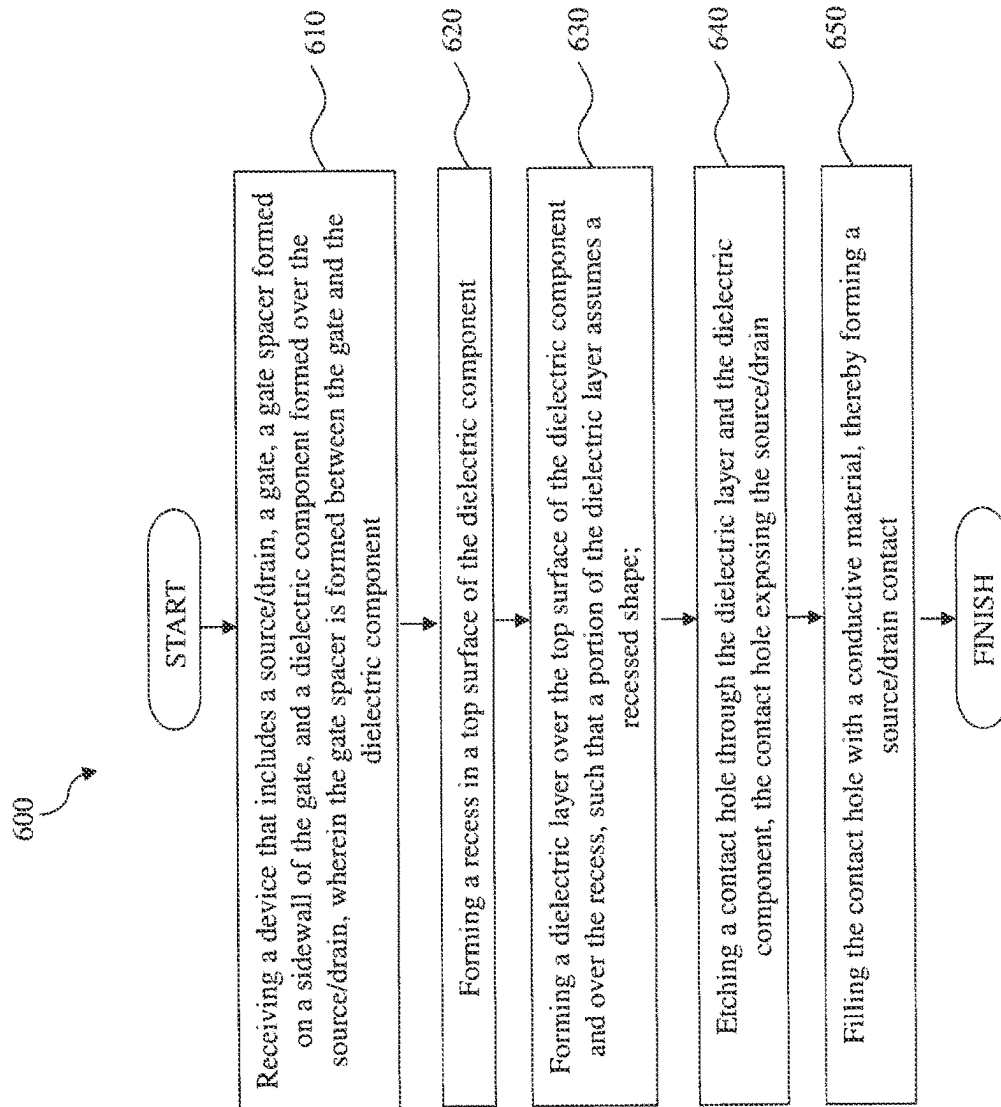 600
START
Receiving a device that includes a source/drain, a gate, a gate spacer formed
on a sidewall of the gate, and a dielectric component formed over the
source/drain, wherein the gate spacer is formed between the gate and the
dielectric component
610
Forming a recess in a top surface of the dielectric component
620
Forming a dielectric layer over the top surface of the dielectric component
and over the recess, such that a portion of the dielectric layer assumes a
recessed shape;
630
Etching a contact hole through the dielectric layer and the dielectric
component, the contact hole exposing the source/drain
640
Filling the contact hole with a conductive material, thereby forming a
source/drain contact
650
FINISH